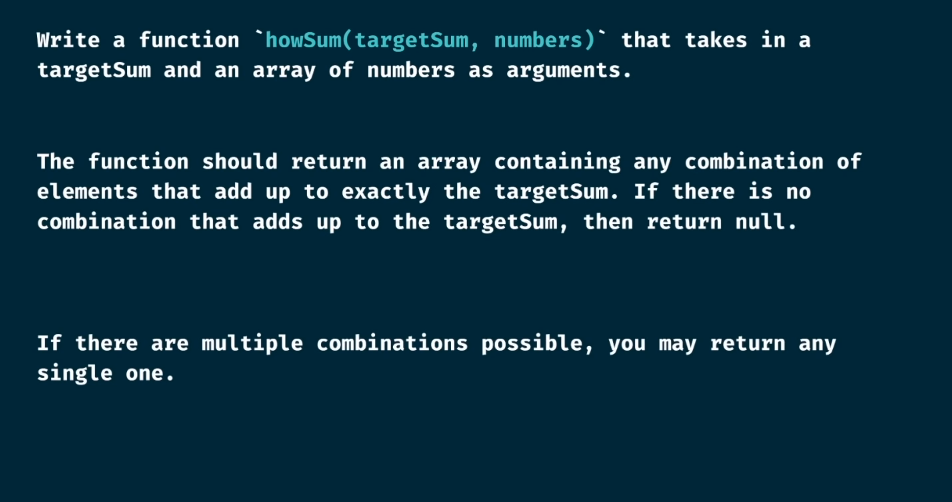 Write a function `howSum(targetSum, numbers)` that takes in a
targetSum and an array of numbers as arguments.
The function should return an array containing any combination of
elements that add up to exactly the targetSum. If there is no
combination that adds up to the targetSum, then return null.
If there are multiple combinations possible, you may return any
single one.